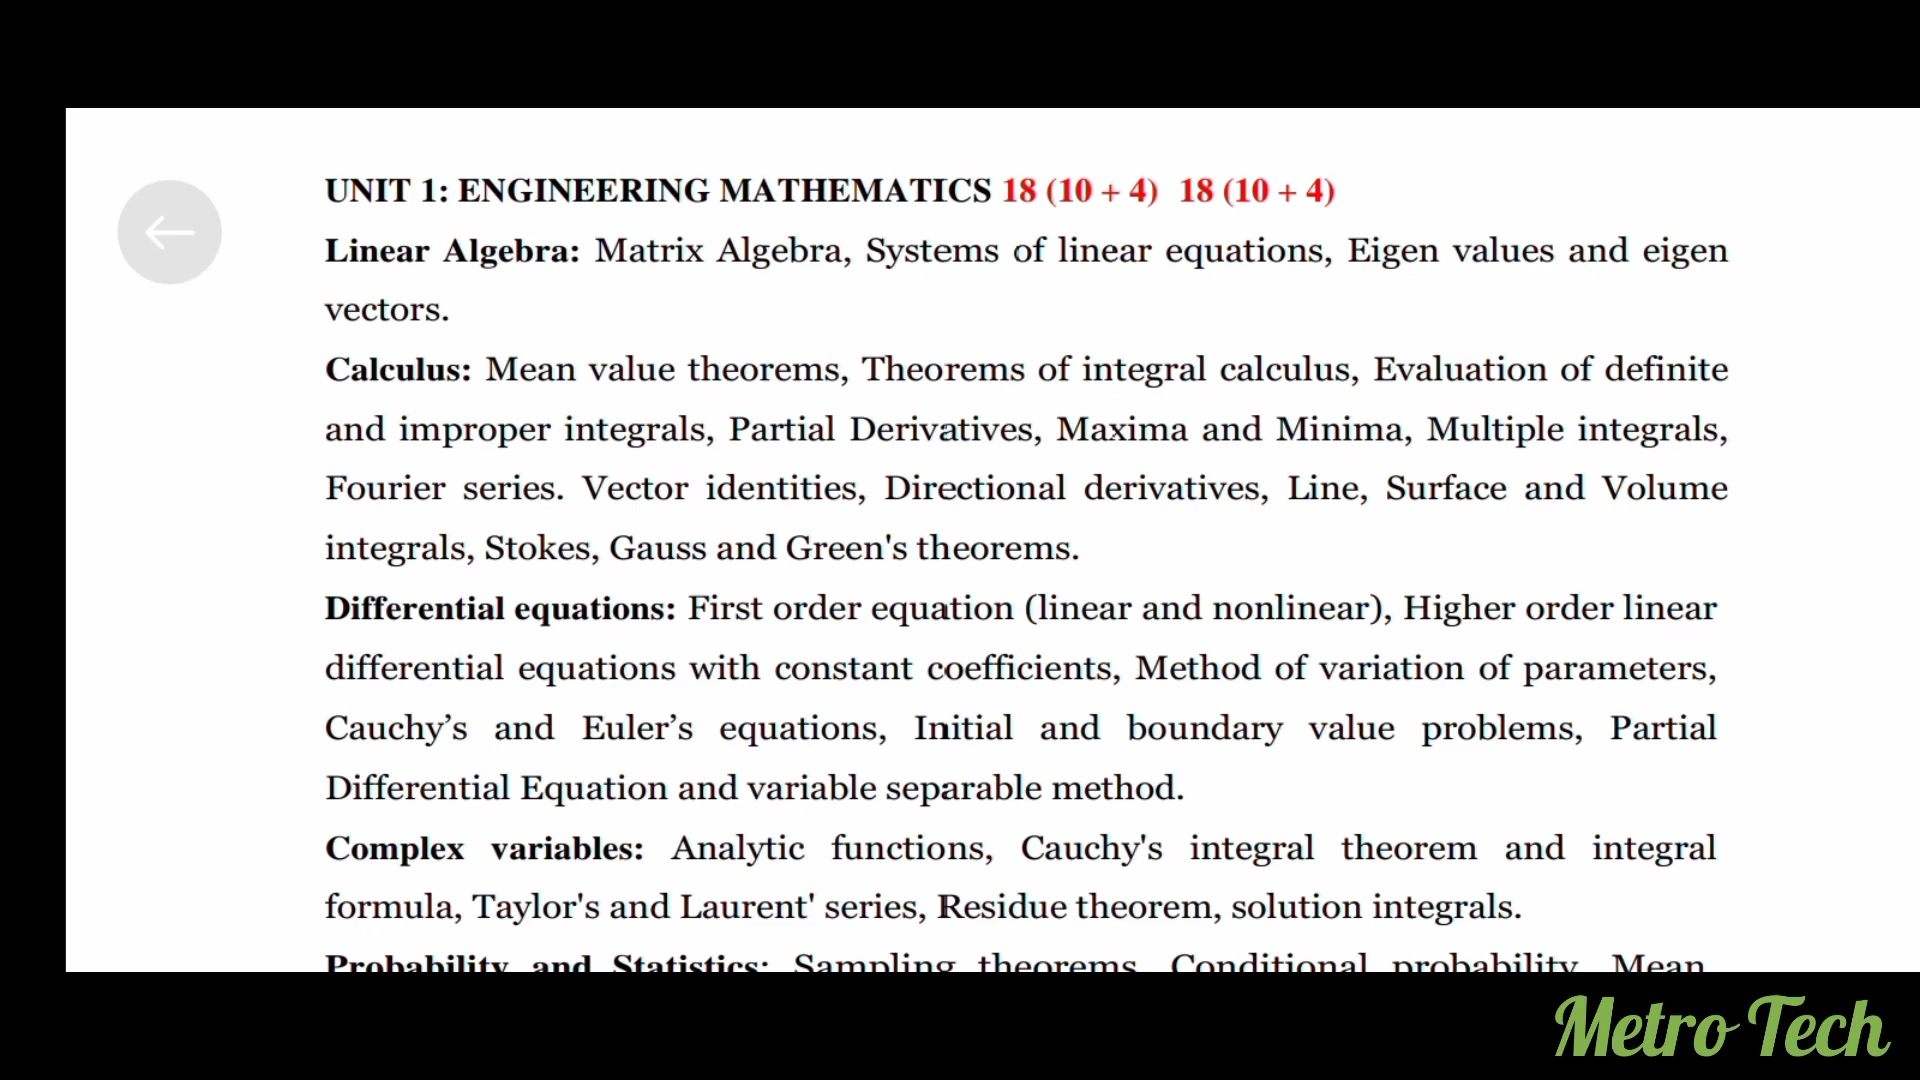 UNIT 1: ENGINEERING MATHEMATICS 18 (10 + 4) 18 (10 + 4)
Linear Algebra: Matrix Algebra, Systems of linear equations, Eigen values and eigen
vectors.
Calculus: Mean value theorems, Theorems of integral calculus, Evaluation of definite
and improper integrals, Partial Derivatives, Maxima and Minima, Multiple integrals,
Fourier series. Vector identities, Directional derivatives, Line, Surface and Volume
integrals, Stokes, Gauss and Green's theorems.
Differential equations: First order equation (linear and nonlinear), Higher order linear
differential equations with constant coefficients, Method of variation of parameters,
Cauchy’s and Euler’s equations, Initial and boundary value problems, Partial
Differential Equation and variable separable method.
Complex variables: Analytic functions, Cauchy's integral theorem and integral
formula, Taylor's and Laurent' series, Residue theorem, solution integrals.
Probability and Statistics: Sampling theorems, Conditional probability, Mean,
Metro Tech